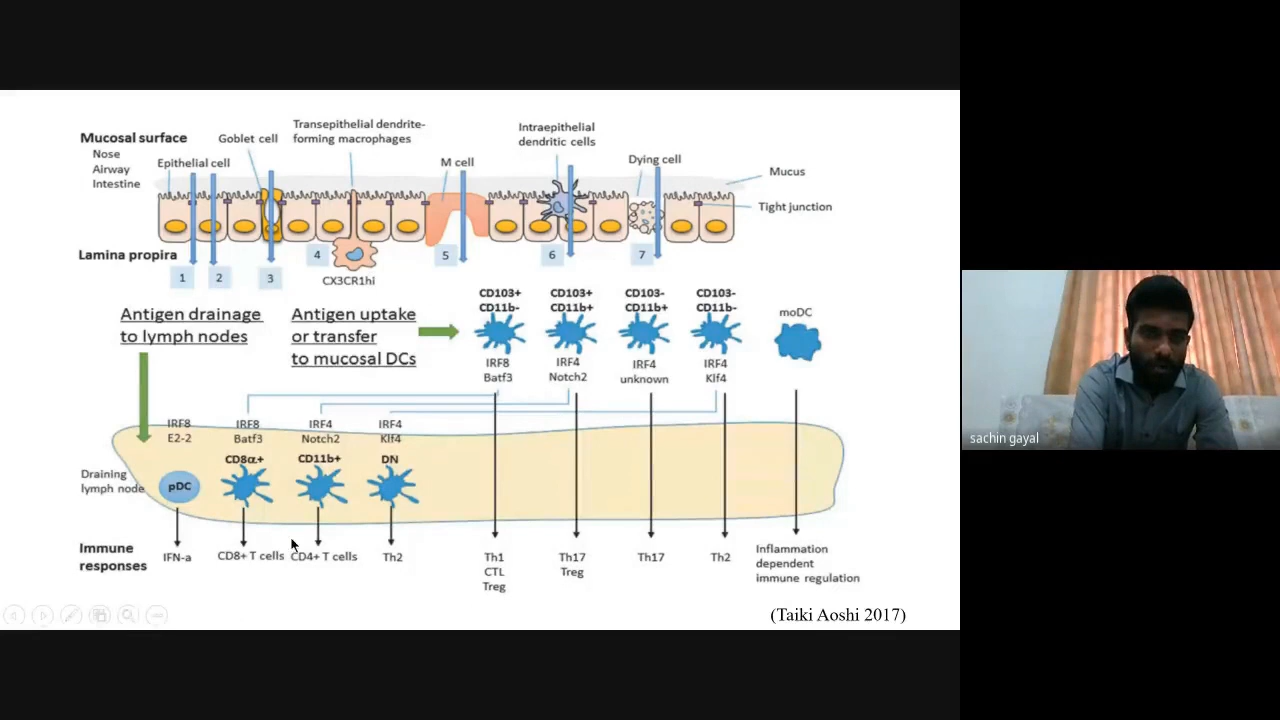 Mucosal surface
Nose
Airway
Intestine
Epithelial cell
Goblet cell
Transepithelial dendrite-
forming macrophages
M cell
Intraepithelial
dendritic cells
Dying cell
Mucus
Tight junction
Lamina propira
1
2
3
4
5
6
7
CX3CR1hi
Antigen drainage
to lymph nodes
Antigen uptake
or transfer
to mucosal DCs
CD103+
CD11b-
IRF8
Batf3
CD103+
CD11b+
IRF4
Notch2
CD103-
CD11b+
IRF4
unknown
CD103-
CD11b-
IRF4
Klf4
moDC
IRF8
E2-2
IRF8
Batf3
IRF4
Notch2
IRF4
Klf4
Draining
lymph node
pDC
CD8α+
CD11b+
DN
Immune
responses
IFN-a
CD8+ T cells
CD4+ T cells
Th2
Th1
CTL
Treg
Th17
Treg
Th17
Th2
Inflammation
dependent
immune regulation
(Taiki Aoshi 2017)
sachin gayal